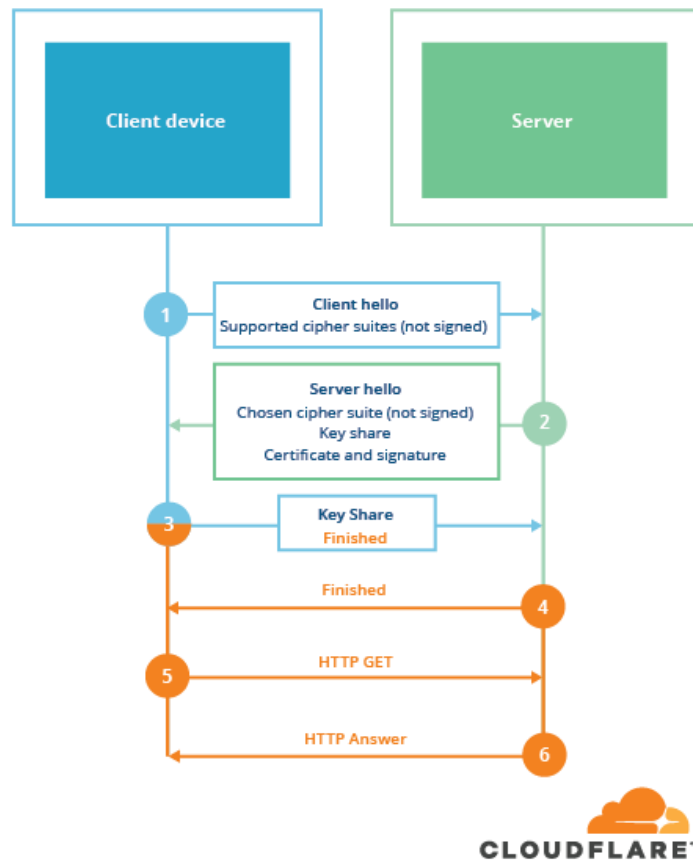 Client device
Server
1
Client hello
Supported cipher suites (not signed)
Server hello
Chosen cipher suite (not signed)
Key share
Certificate and signature
2
3
Key Share
Finished
Finished
4
5
HTTP GET
HTTP Answer
6
CLOUDFLARE